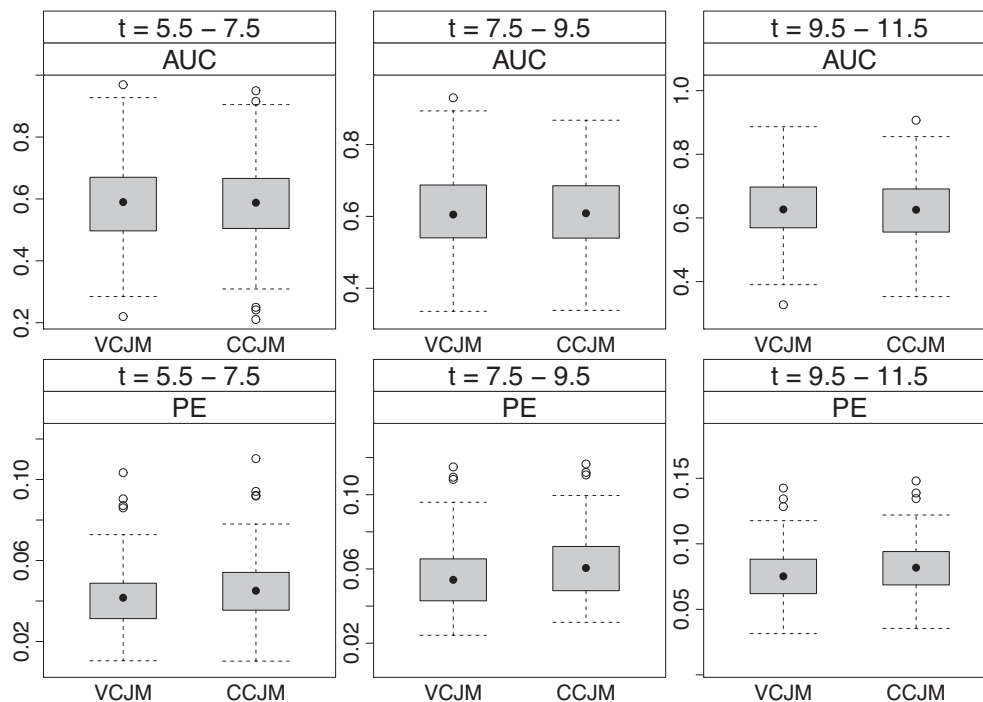 t = 5.5 – 7.5
t = 7.5 – 9.5
t = 9.5 – 11.5
AUC
AUC
AUC
0.2 0.4 0.6 0.8
0.4 0.6 0.8
0.4 0.6 0.8 1.0
VCJM CCJM
VCJM CCJM
VCJM CCJM
t = 5.5 – 7.5
t = 7.5 – 9.5
t = 9.5 – 11.5
PE
PE
PE
0.02 0.06 0.10
0.02 0.06 0.10
0.05 0.10 0.15
VCJM CCJM
VCJM CCJM
VCJM CCJM